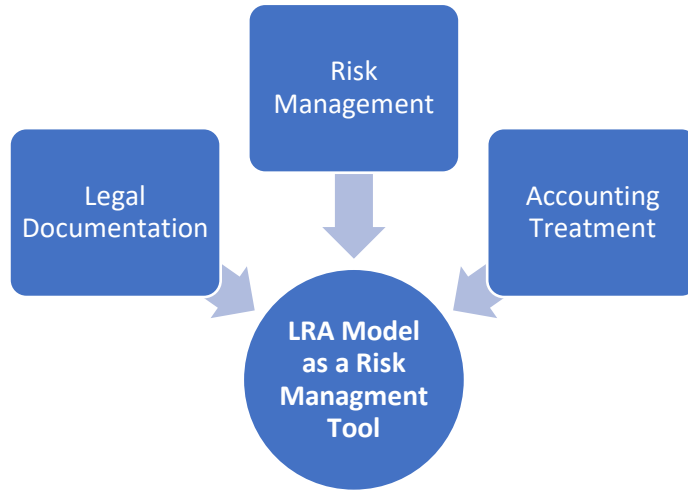 Risk
Management
Legal
Documentation
Accounting
Treatment
LRA Model
as a Risk
Managment
Tool